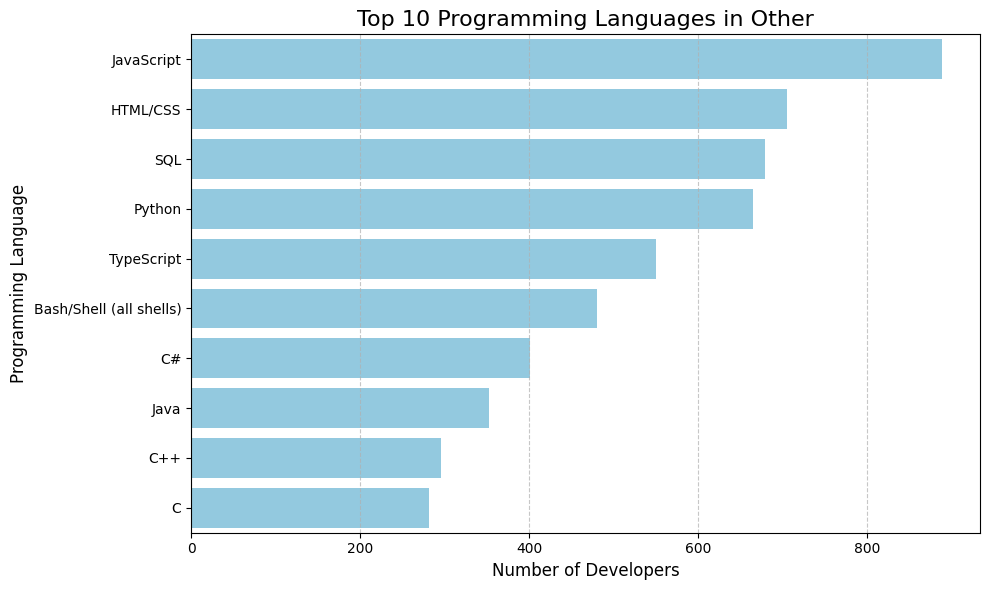 Top 10 Programming Languages in Other
Programming Language
JavaScript
HTML/CSS
SQL
Python
TypeScript
Bash/Shell (all shells)
C#
Java
C++
C
0 200 400 600 800
Number of Developers